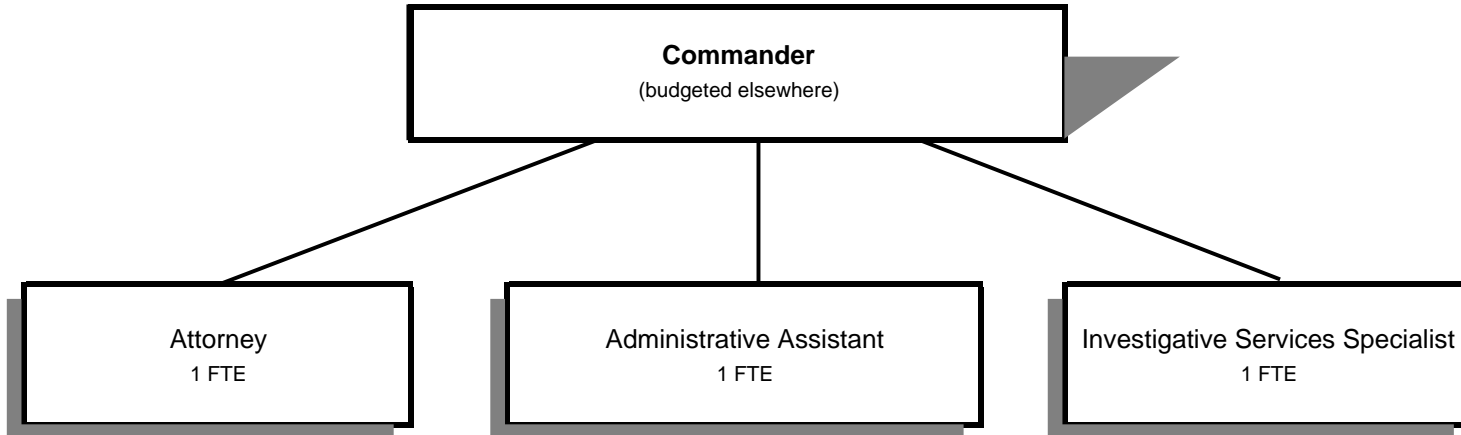 Commander
(budgeted elsewhere)
Attorney
1 FTE
Administrative Assistant
1 FTE
Investigative Services Specialist
1 FTE